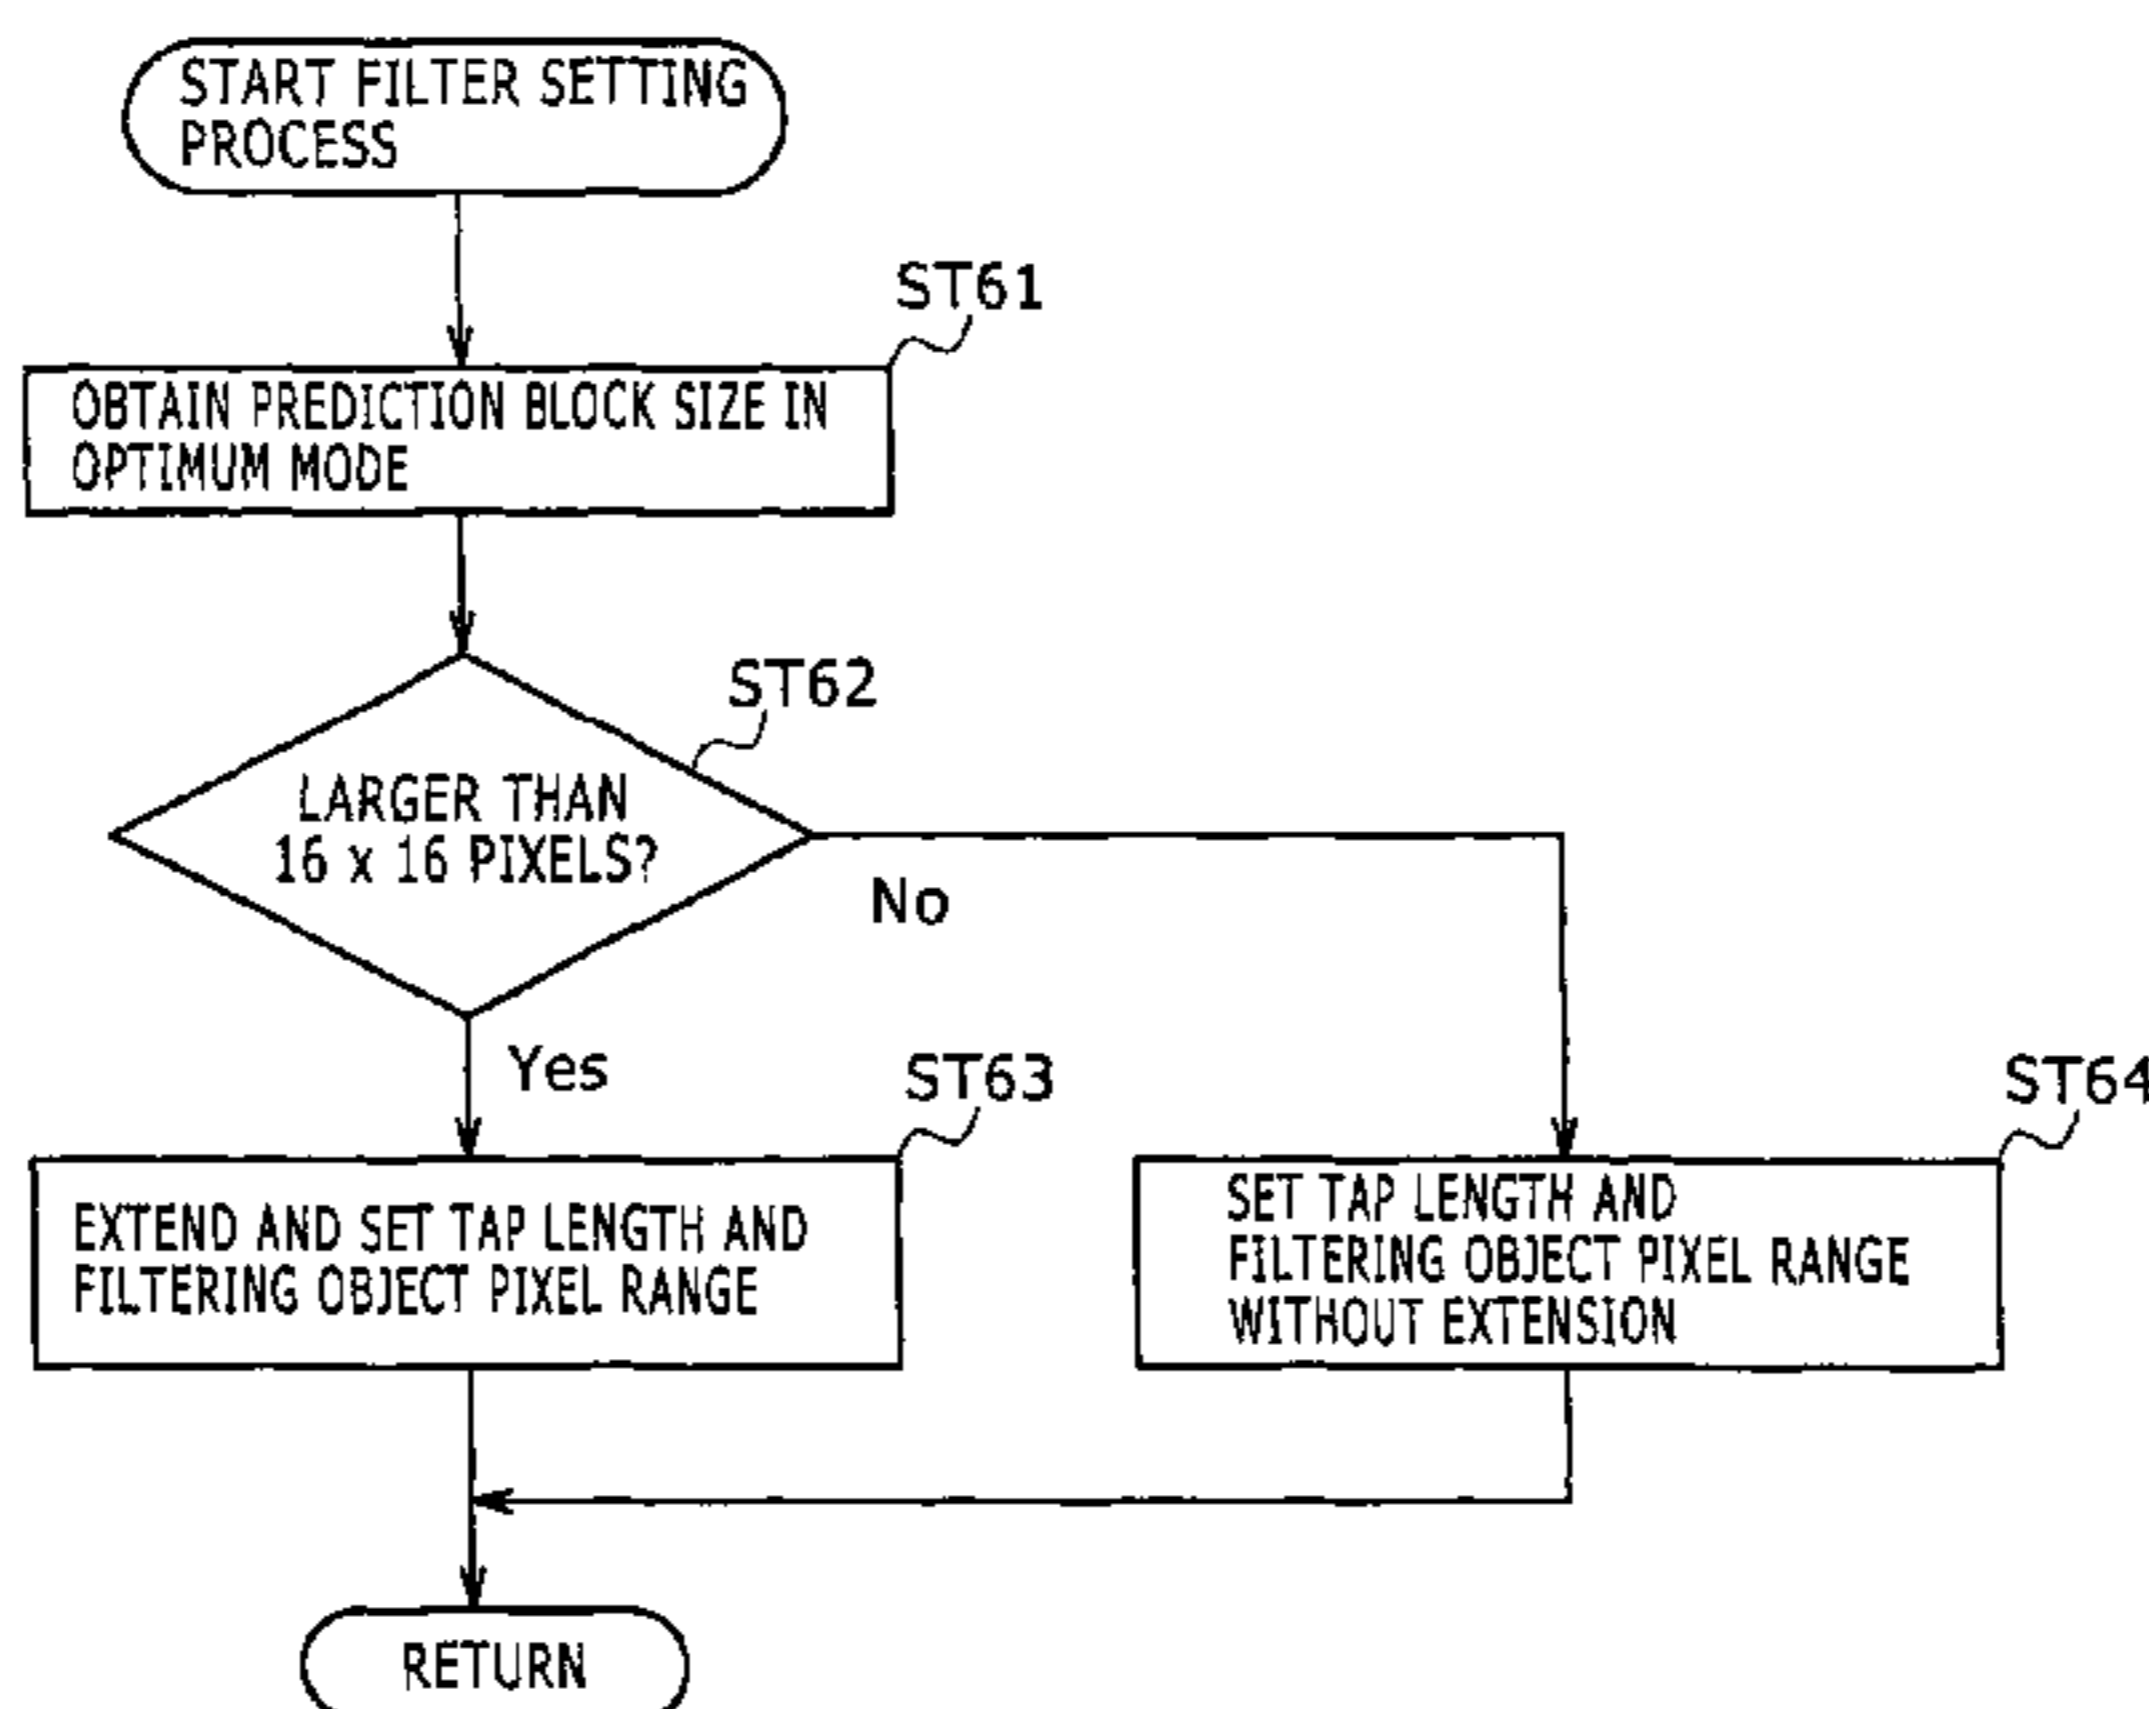 START FILTER SETTING
PROCESS
ST61
OBTAIN PREDICTION BLOCK SIZE IN
OPTIMUM MODE
ST62
LARGER THAN
16 x 16 PIXELS?
No
Yes
ST63
EXTEND AND SET TAP LENGTH AND
FILTERING OBJECT PIXEL RANGE
ST64
SET TAP LENGTH AND
FILTERING OBJECT PIXEL RANGE
WITHOUT EXTENSION
RETURN